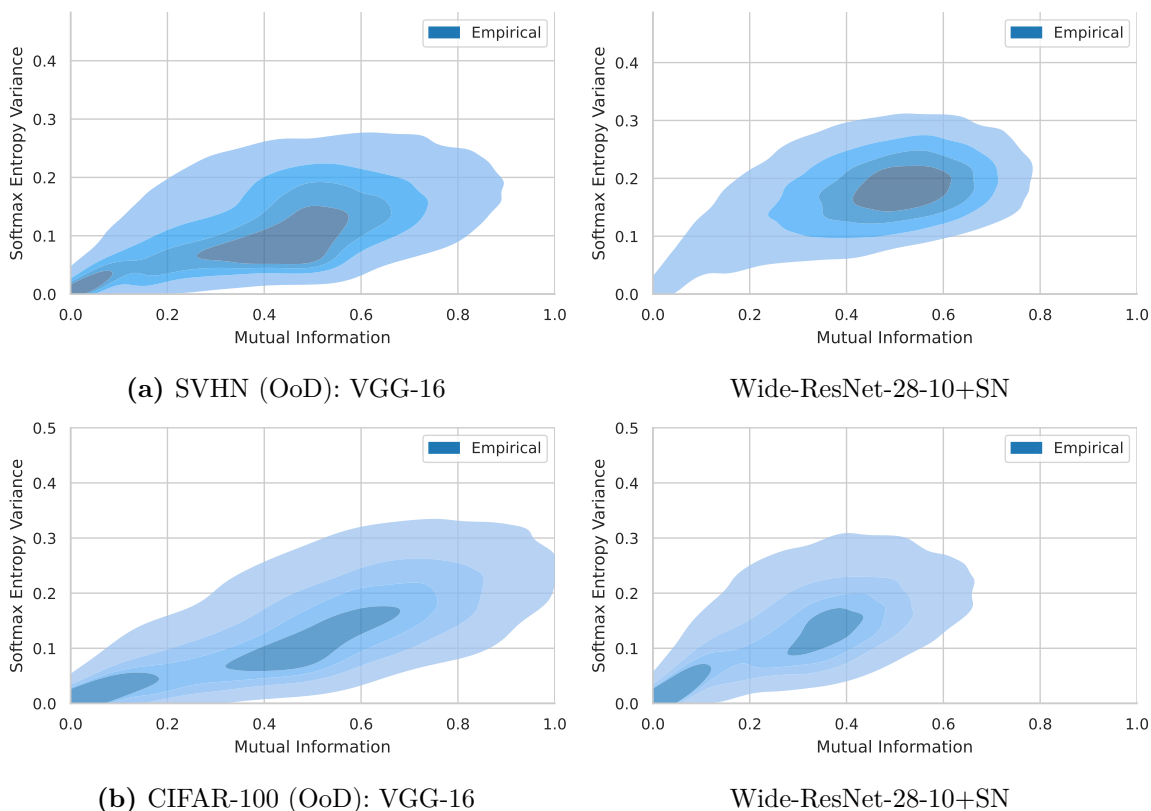 Softmax Entropy Variance
0.4
0.3
0.2
0.1
0.0
Empirical
0.0 0.2 0.4 0.6 0.8 1.0
Mutual Information
Softmax Entropy Variance
0.4
0.3
0.2
0.1
0.0
Empirical
0.0 0.2 0.4 0.6 0.8 1.0
Mutual Information
(a) SVHN (OoD): VGG-16
Wide-ResNet-28-10+SN
Softmax Entropy Variance
0.5
0.4
0.3
0.2
0.1
0.0
Empirical
0.0 0.2 0.4 0.6 0.8 1.0
Mutual Information
Softmax Entropy Variance
0.5
0.4
0.3
0.2
0.1
0.0
Empirical
0.0 0.2 0.4 0.6 0.8 1.0
Mutual Information
(b) CIFAR-100 (OoD): VGG-16
Wide-ResNet-28-10+SN